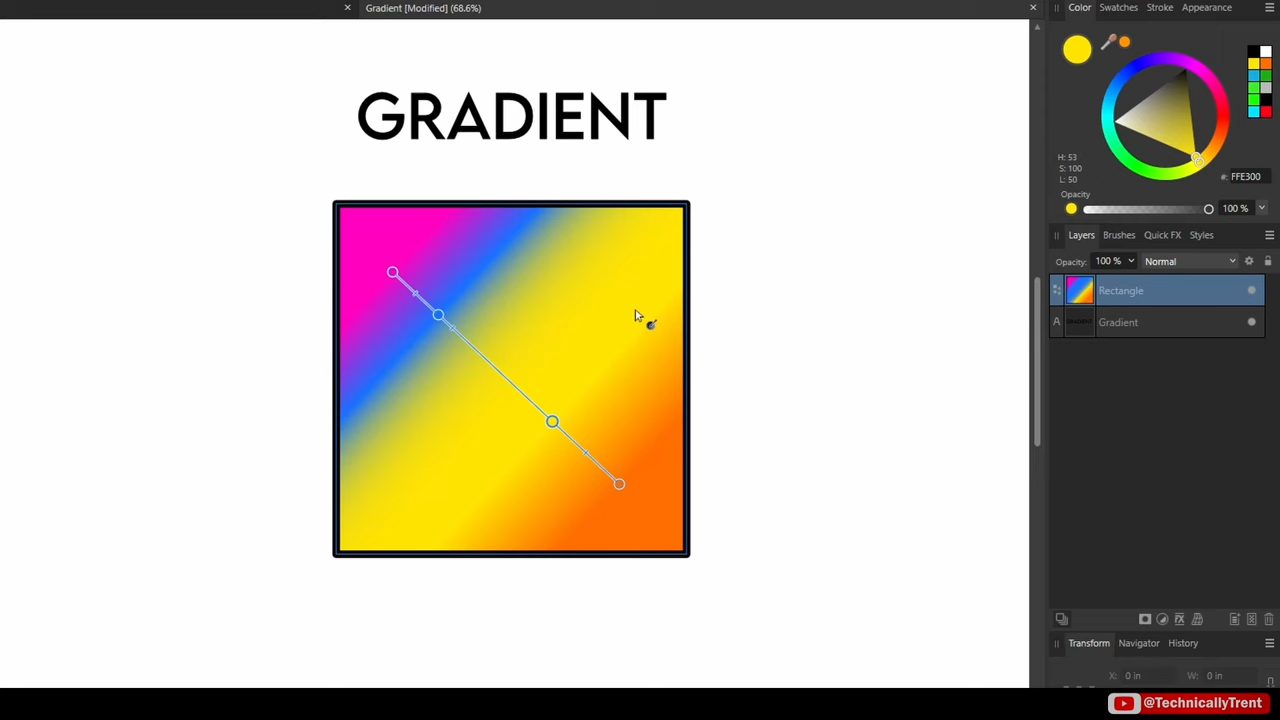 Gradient [Modified] (68.6%)
Color Swatches Stroke Appearance
GRADIENT
H: 53
S: 100
L: 50
#: FFE300
Opacity
100 %
Layers Brushes Quick FX Styles
Opacity: 100 % Normal
Rectangle
A Gradient
Transform Navigator History
X: 0 in W: 0 in
@TechnicallyTrent